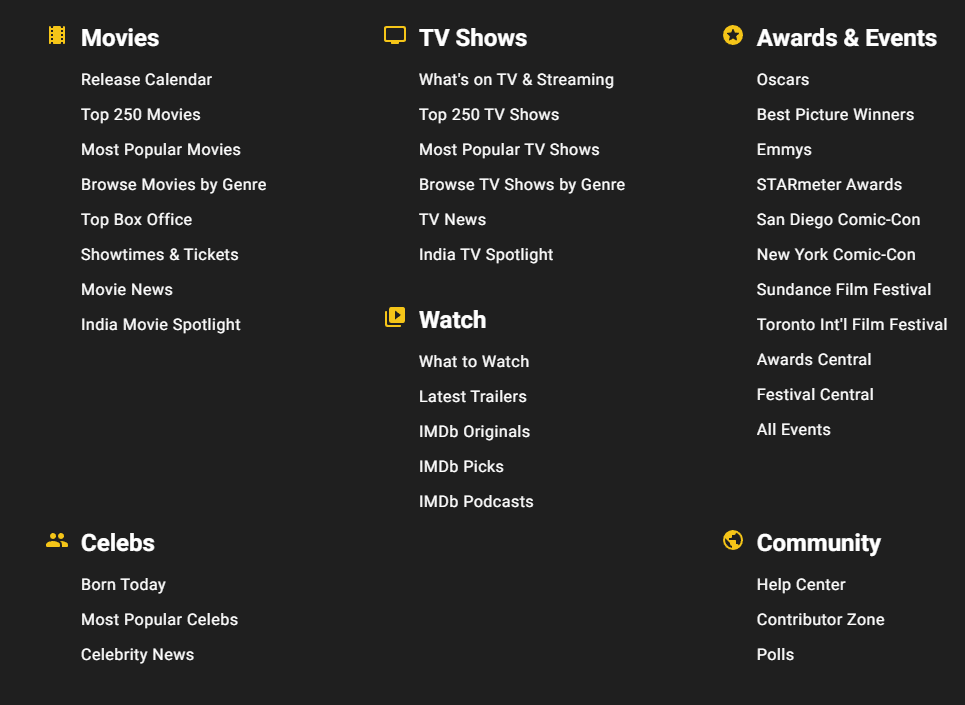 Movies
Release Calendar
Top 250 Movies
Most Popular Movies
Browse Movies by Genre
Top Box Office
Showtimes & Tickets
Movie News
India Movie Spotlight
TV Shows
What's on TV & Streaming
Top 250 TV Shows
Most Popular TV Shows
Browse TV Shows by Genre
TV News
India TV Spotlight
Watch
What to Watch
Latest Trailers
IMDb Originals
IMDb Picks
IMDb Podcasts
Awards & Events
Oscars
Best Picture Winners
Emmys
STARmeter Awards
San Diego Comic-Con
New York Comic-Con
Sundance Film Festival
Toronto Int'l Film Festival
Awards Central
Festival Central
All Events
Celebs
Born Today
Most Popular Celebs
Celebrity News
Community
Help Center
Contributor Zone
Polls